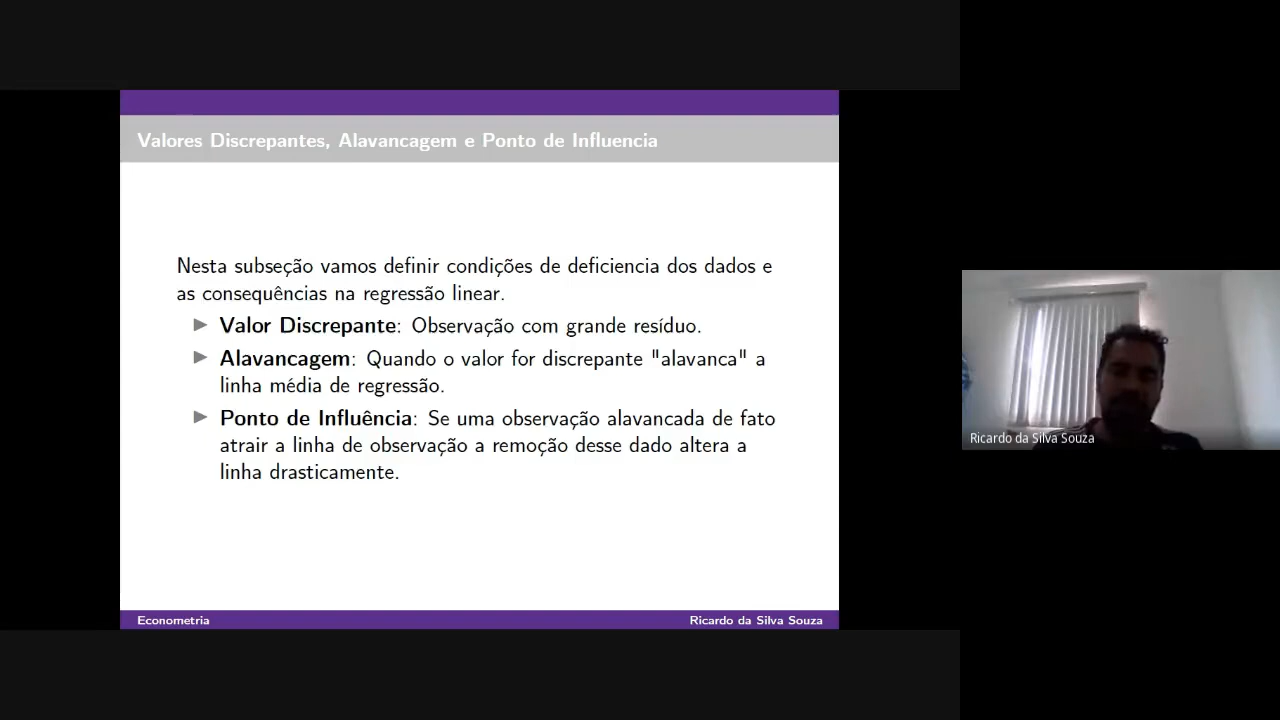 Valores Discrepantes, Alavancagem e Ponto de Influencia
Nesta subseção vamos definir condições de deficiencia dos dados e
as consequências na regressão linear.
Valor Discrepante: Observação com grande resíduo.
Alavancagem: Quando o valor for discrepante "alavanca" a
linha média de regressão.
Ponto de Influência: Se uma observação alavancada de fato
atrair a linha de observação a remoção desse dado altera a
linha drasticamente.
Econometria
Ricardo da Silva Souza
Ricardo da Silva Souza